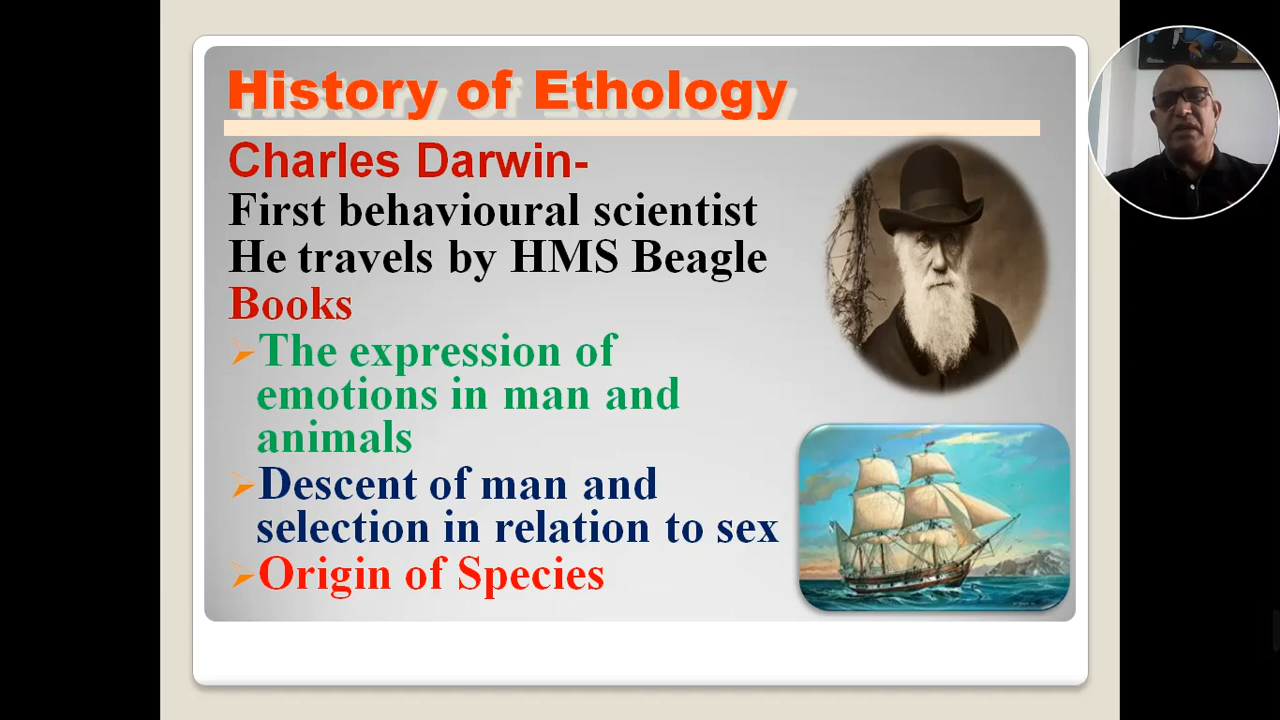 History of Ethology
Charles Darwin-
First behavioural scientist
He travels by HMS Beagle
Books
➢The expression of
emotions in man and
animals
➢Descent of man and
selection in relation to sex
➢Origin of Species